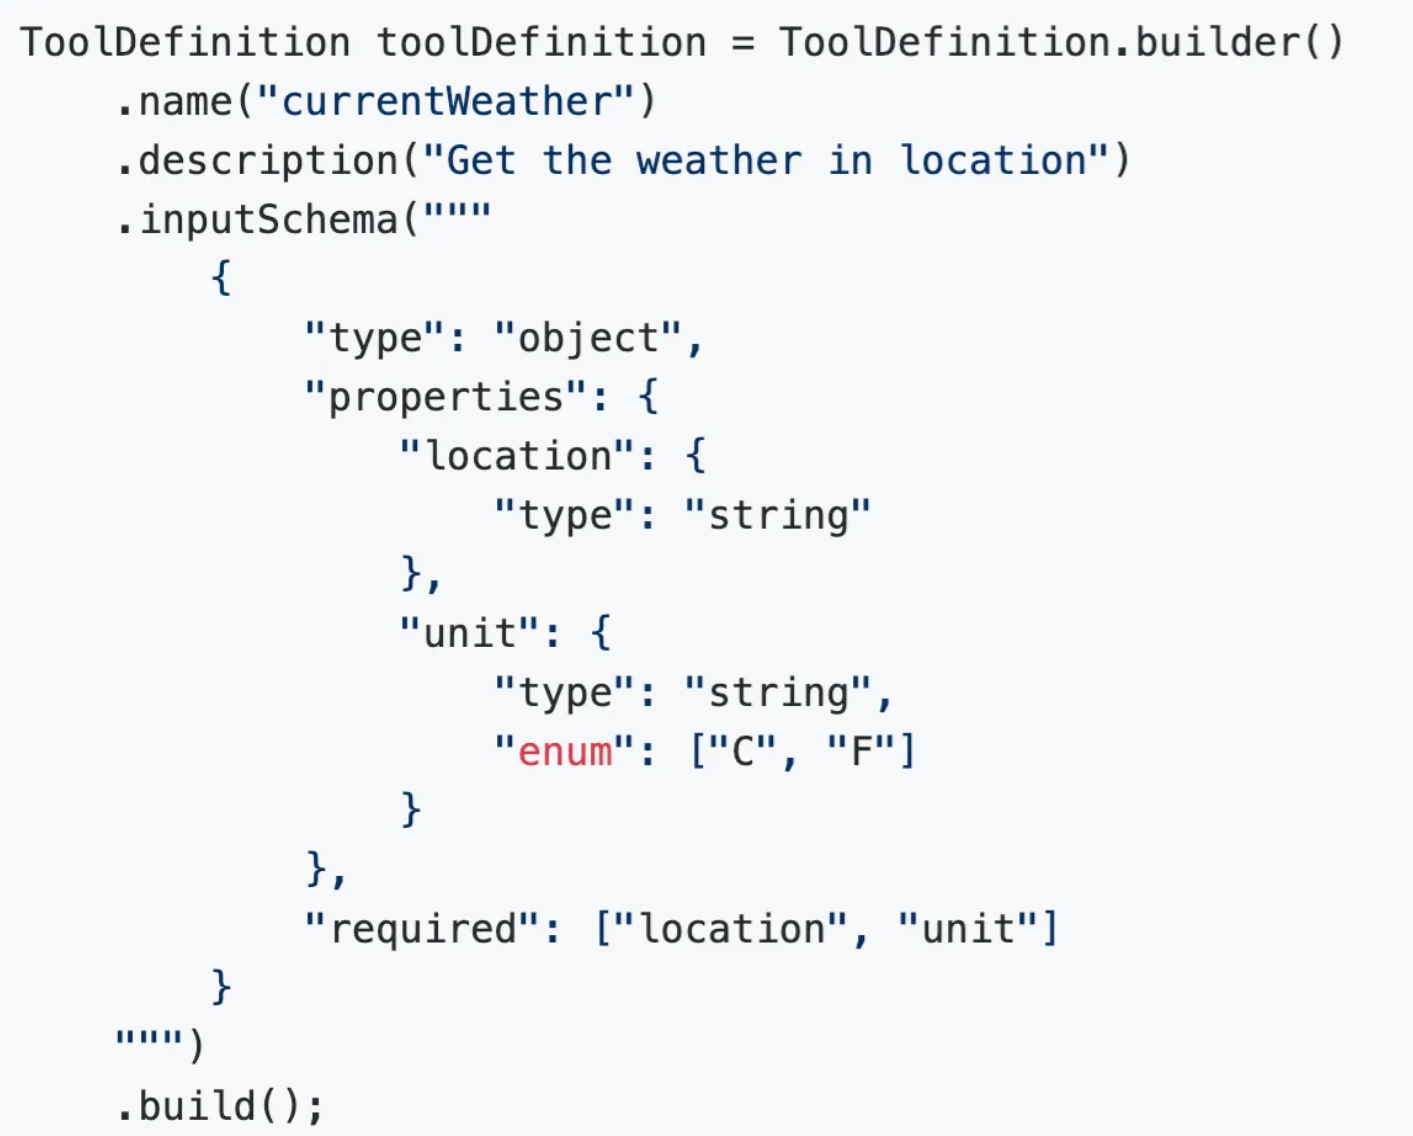 ToolDefinition toolDefinition = ToolDefinition.builder()
    .name("currentWeather")
    .description("Get the weather in location")
    .inputSchema("""
        {
            "type": "object",
            "properties": {
                "location": {
                    "type": "string"
                },
                "unit": {
                    "type": "string",
                    "enum": ["C", "F"]
                }
            },
            "required": ["location", "unit"]
        }
    """)
    .build();